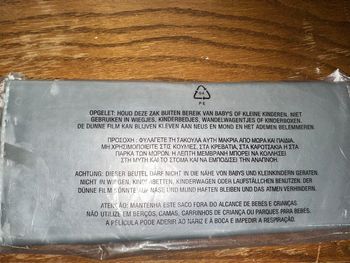 04
PE
OPGELET: HOUD DEZE ZAK BUITEN BEREIK VAN BABY'S OF KLEINE KINDEREN. NIET
GEBRUIKEN IN WIEGJES, KINDERBEDJES, WANDELWAGENTJES OF KINDERBOXEN.
DE DUNNE FILM KAN BLIJVEN KLEVEN AAN NEUS EN MOND EN HET ADEMEN BELEMMEREN.
ΠΡΟΣΟΧΗ: ΦΥΛΑΓΕΤΕ ΤΗ ΣΑΚΟΥΛΑ ΑΥΤΗ ΜΑΚΡΙΑ ΑΠΟ ΜΩΡΑ ΚΑΙ ΠΑΙΔΙΑ.
ΜΗ ΧΡΗΣΙΜΟΠΟΙΕΙΤΕ ΣΤΙΣ ΚΟΥΝΙΕΣ, ΣΤΑ ΚΡΕΒΑΤΙΑ, ΣΤΑ ΚΑΡΟΤΣΑΚΙΑ Η ΣΤΑ
ΠΑΡΚΑ ΤΩΝ ΜΩΡΩΝ. Η ΛΕΠΤΗ ΜΕΜΒΡΑΝΗ ΜΠΟΡΕΙ ΝΑ ΚΟΛΛΗΣΕΙ
ΣΤΗ ΜΥΤΗ ΚΑΙ ΤΟ ΣΤΟΜΑ ΚΑΙ ΝΑ ΕΜΠΟΔΙΣΕΙ ΤΗΝ ΑΝΑΠΝΟΗ.
ACHTUNG: DIESER BEUTEL DARF NICHT IN DIE NÄHE VON BABYS UND KLEINKINDERN GERATEN.
NICHT IN WIEGEN, KINDERBETTEN, KINDERWAGEN ODER LAUFSTÄLLCHEN BENUTZEN. DER
DÜNNE FILM KÖNNTE AUF NASE UND MUND HAFTEN BLEIBEN UND DAS ATMEN VERHINDERN.
ATENÇÃO: MANTENHA ESTE SACO FORA DO ALCANCE DE BEBÉS E CRIANÇAS.
NÃO UTILIZE EM BERÇOS, CAMAS, CARRINHOS DE CRIANÇA OU PARQUES PARA BEBÉS.
A PELÍCULA PODE ADERIR AO NARIZ E À BOCA E IMPEDIR A RESPIRAÇÃO.